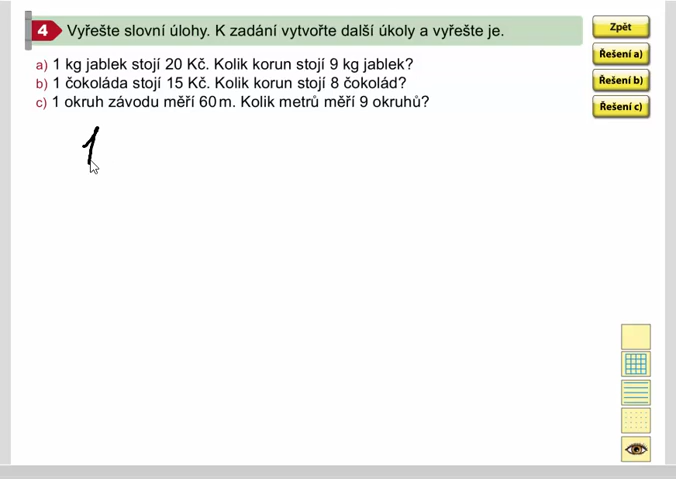 4 Vyřešte slovní úlohy. K zadání vytvořte další úkoly a vyřešte je.
a) 1 kg jablek stojí 20 Kč. Kolik korun stojí 9 kg jablek?
b) 1 čokoláda stojí 15 Kč. Kolik korun stojí 8 čokolád?
c) 1 okruh závodu měří 60 m. Kolik metrů měří 9 okruhů?
1
Zpět
Řešení a)
Řešení b)
Řešení c)